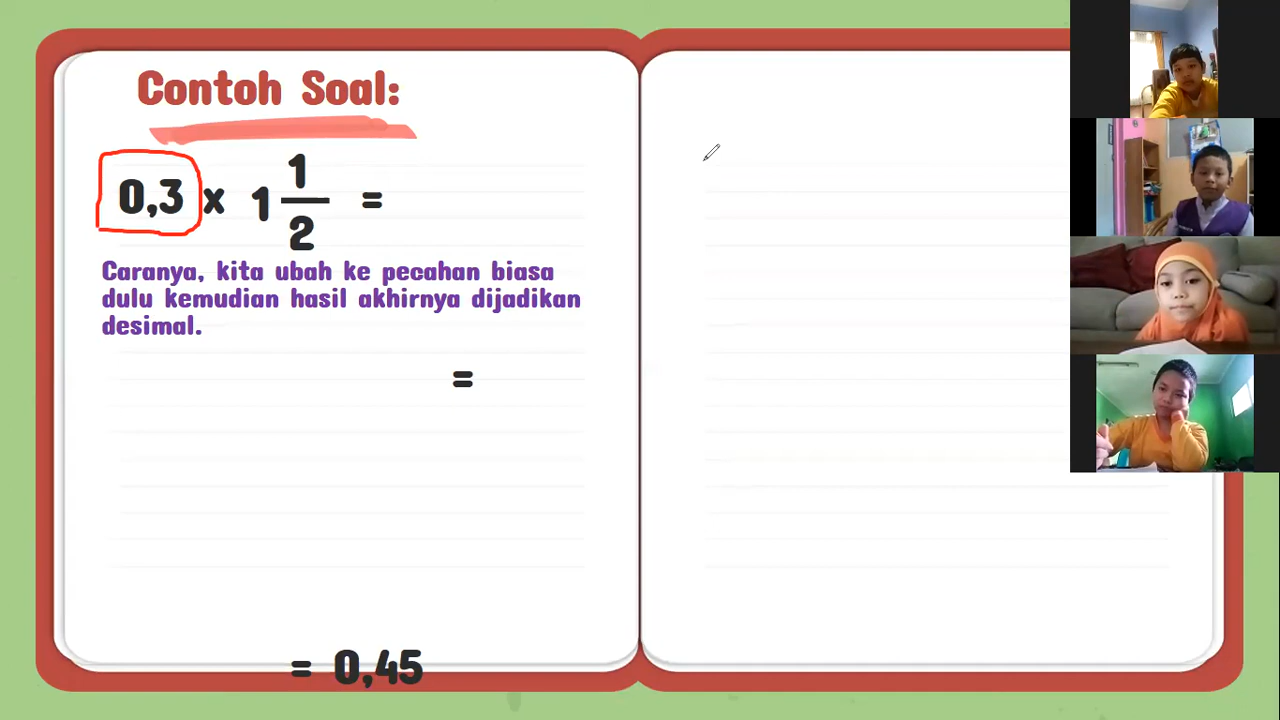 Contoh Soal:
0,3 x 1 1/2 =
Caranya, kita ubah ke pecahan biasa
dulu kemudian hasil akhirnya dijadikan
desimal.
=
= 0,45